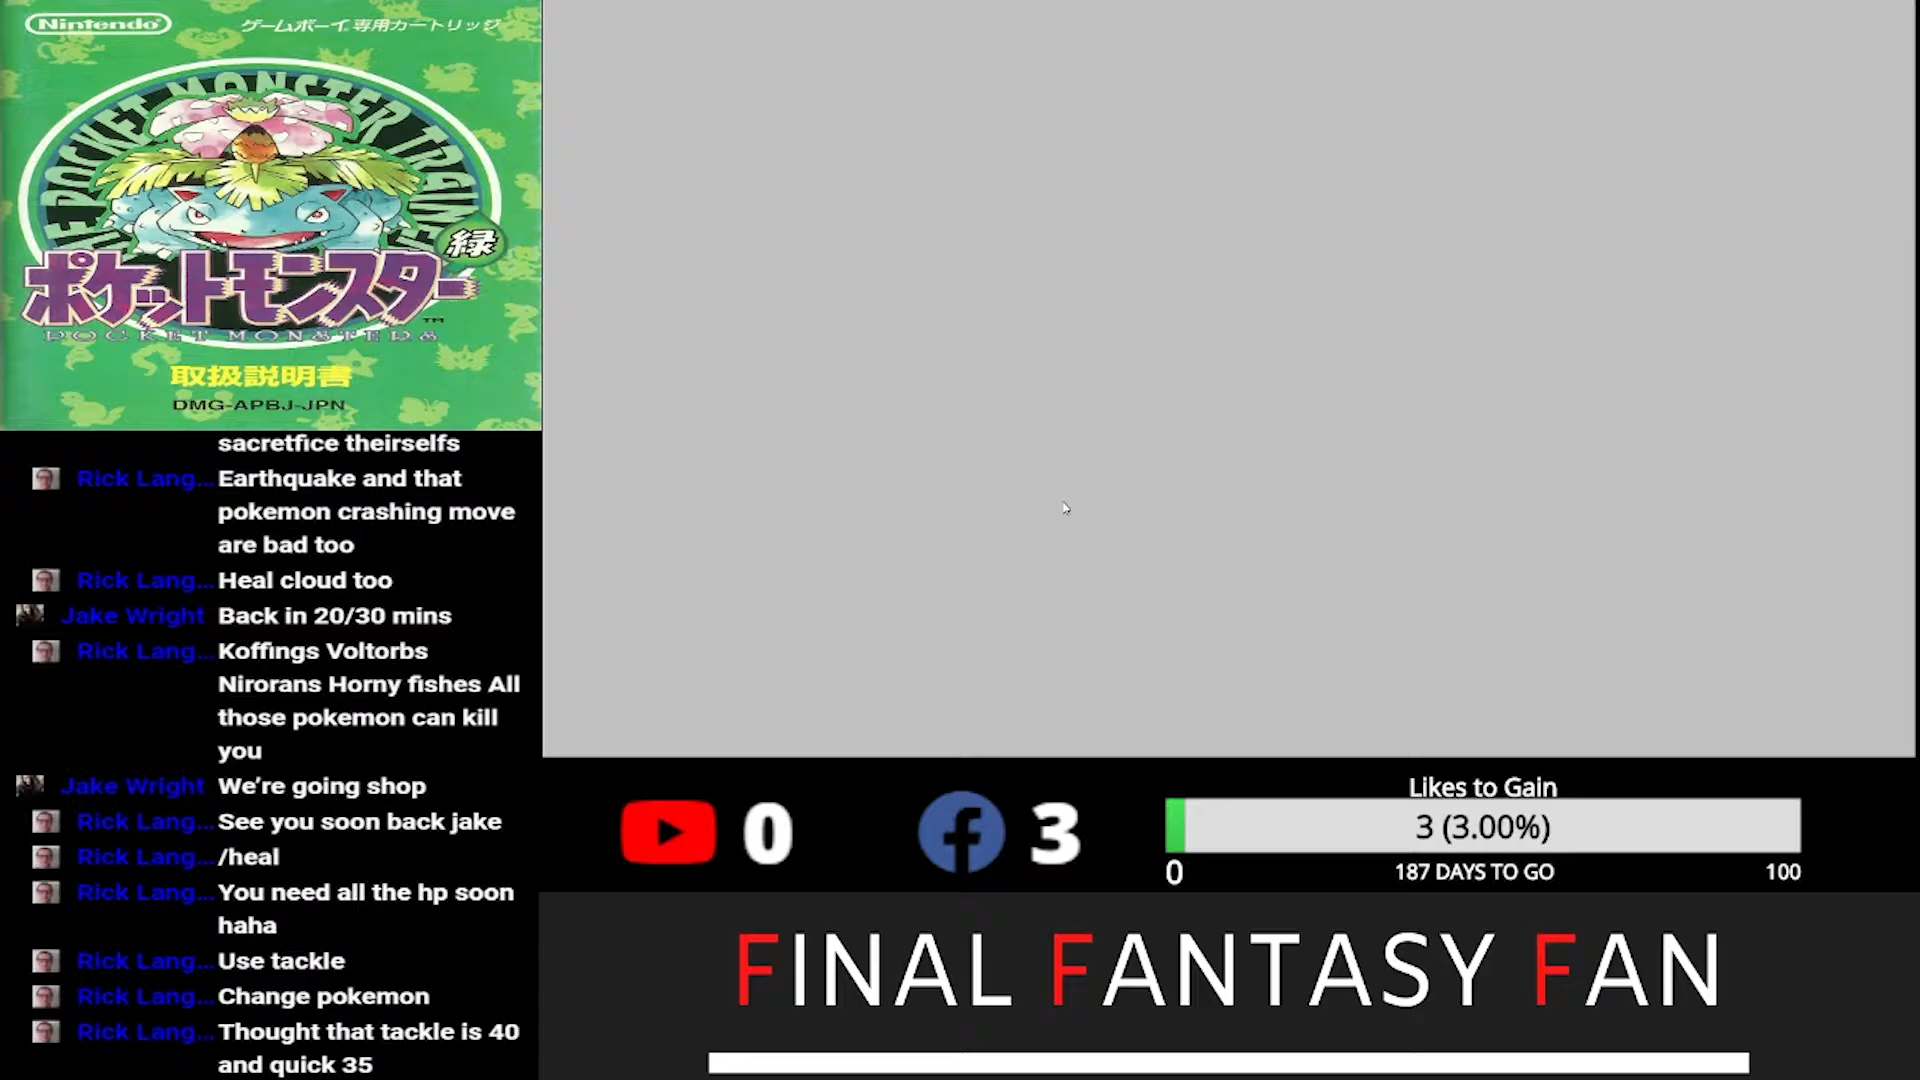 Nintendo
ゲームボーイ専用カートリッジ
THE POCKET MONSTER TRAINER
緑
ポケットモンスター
TM
POCKET MONSTERS
取扱説明書
DMG-APBJ-JPN
sacretfice theirselfs
Rick Lang... Earthquake and that
pokemon crashing move
are bad too
Rick Lang... Heal cloud too
Jake Wright Back in 20/30 mins
Rick Lang... Koffings Voltorbs
Nirorans Horny fishes All
those pokemon can kill
you
Jake Wright We’re going shop
Rick Lang... See you soon back jake
Rick Lang... /heal
Rick Lang... You need all the hp soon
haha
Rick Lang... Use tackle
Rick Lang... Change pokemon
Rick Lang... Thought that tackle is 40
and quick 35
0
3
Likes to Gain
3 (3.00%)
0
187 DAYS TO GO
100
FINAL FANTASY FAN